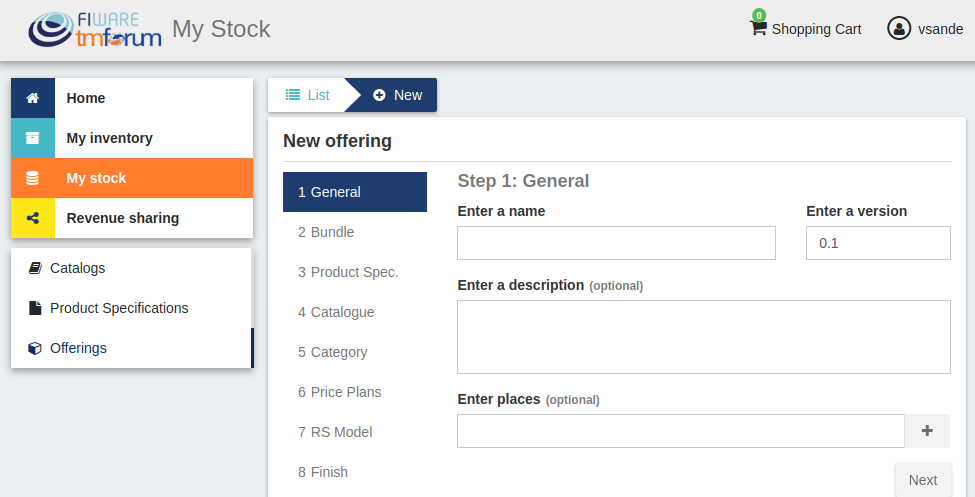 FIWARE
tmforum
My Stock
0
Shopping Cart
vsande
Home
My inventory
My stock
Revenue sharing
Catalogs
Product Specifications
Offerings
List
New
New offering
1 General
2 Bundle
3 Product Spec.
4 Catalogue
5 Category
6 Price Plans
7 RS Model
8 Finish
Step 1: General
Enter a name
Enter a version
0.1
Enter a description (optional)
Enter places (optional)
Next